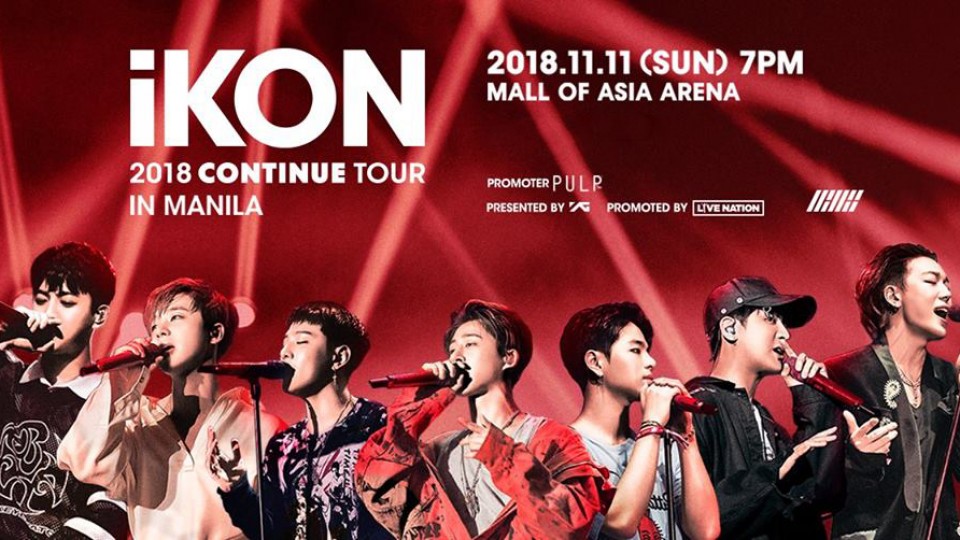 iKON
2018 CONTINUE TOUR
IN MANILA
2018.11.11 (SUN) 7PM
MALL OF ASIA ARENA
PROMOTER PULP
PRESENTED BY YG PROMOTED BY LIVE NATION